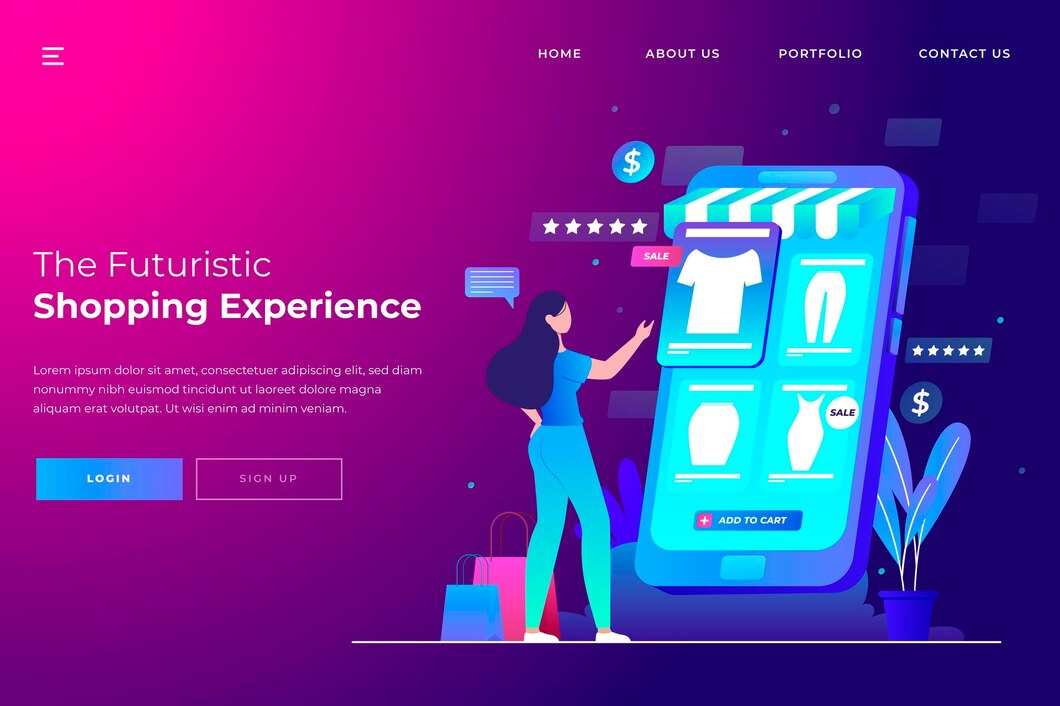 HOME ABOUT US PORTFOLIO CONTACT US
$
SALE
The Futuristic
Shopping Experience
Lorem ipsum dolor sit amet, consectetuer adipiscing elit, sed diam
nonummy nibh euismod tincidunt ut laoreet dolore magna
aliquam erat volutpat. Ut wisi enim ad minim veniam.
$
SALE
LOGIN SIGN UP
ADD TO CART